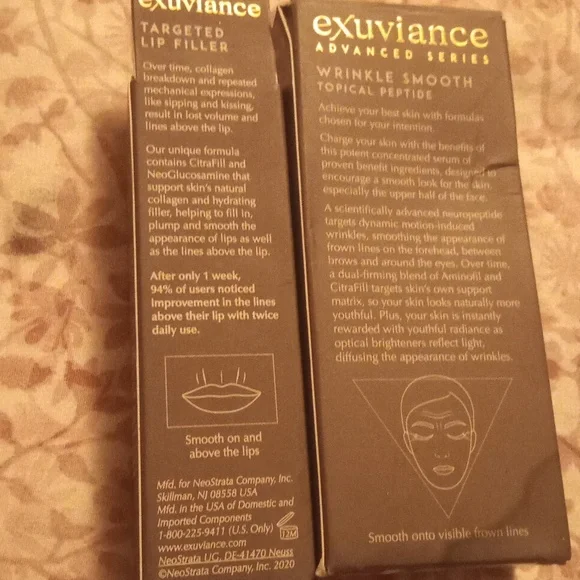 exuviance
TARGETED
LIP FILLER
Over time, collagen
breakdown and repeated
mechanical expressions,
like sipping and kissing,
result in lost volume and
lines above the lip.
Our unique formula
contains CitraFill and
NeoGlucosamine that
support skin's natural
collagen and hydrating
filler, helping to fill in,
plump and smooth the
appearance of lips as well
as the lines above the lip.
After only 1 week,
94% of users noticed
improvement in the lines
above their lip with twice
daily use.
Smooth on and
above the lips
Mfd. for NeoStrata Company, Inc.
Skillman, NJ 08558 USA
Mfd. in the USA of Domestic and
Imported Components
1-800-225-9411 (U.S. Only)
12M
www.exuviance.com
NeoStrata UG, DE-41470 Neuss
©NeoStrata Company, Inc. 2020
exuviance
ADVANCED SERIES
WRINKLE SMOOTH
TOPICAL PEPTIDE
Achieve your best skin with formulas
chosen for your intention.
Charge your skin with the benefits of
this potent concentrated serum of
proven benefit ingredients, designed to
encourage a smooth look for the skin,
especially the upper half of the face.
A scientifically advanced neuropeptide
targets dynamic motion-induced
wrinkles, smoothing the appearance of
frown lines on the forehead, between
brows and around the eyes. Over time,
a dual-firming blend of Aminofil and
CitraFill targets skin's own support
matrix, so your skin looks naturally more
youthful. Plus, your skin is instantly
rewarded with youthful radiance as
optical brighteners reflect light,
diffusing the appearance of wrinkles.
Smooth onto visible frown lines